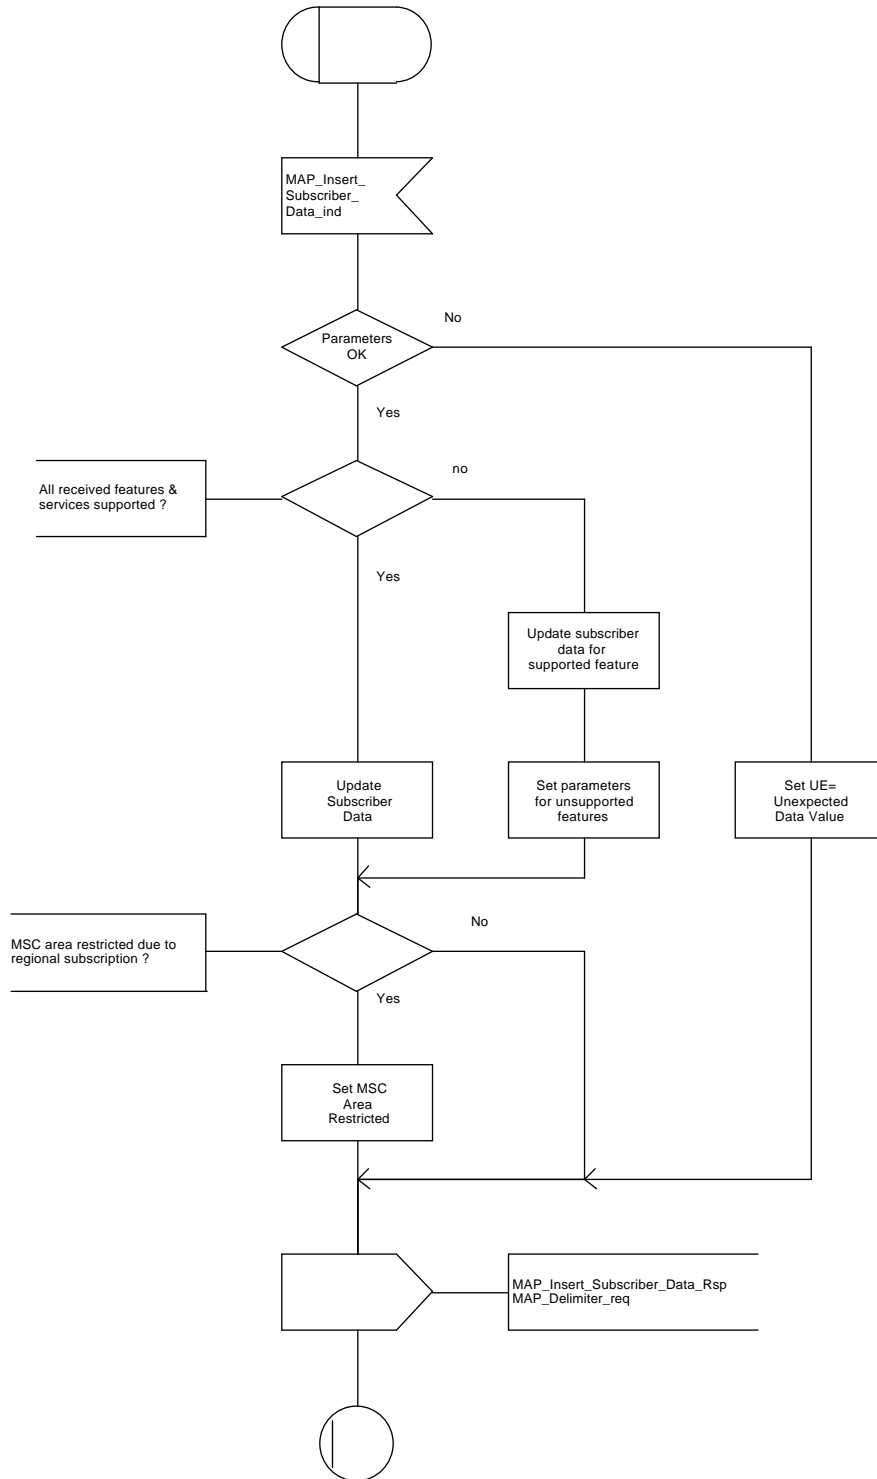 MAP_Insert_
Subscriber_
Data_ind
No
Parameters
OK
Yes
no
All received features &
services supported ?
Yes
Update subscriber
data for
supported feature
Update
Subscriber
Data
Set parameters
for unsupported
features
Set UE=
Unexpected
Data Value
No
MSC area restricted due to
regional subscription ?
Yes
Set MSC
Area
Restricted
MAP_Insert_Subscriber_Data_Rsp
MAP_Delimiter_req